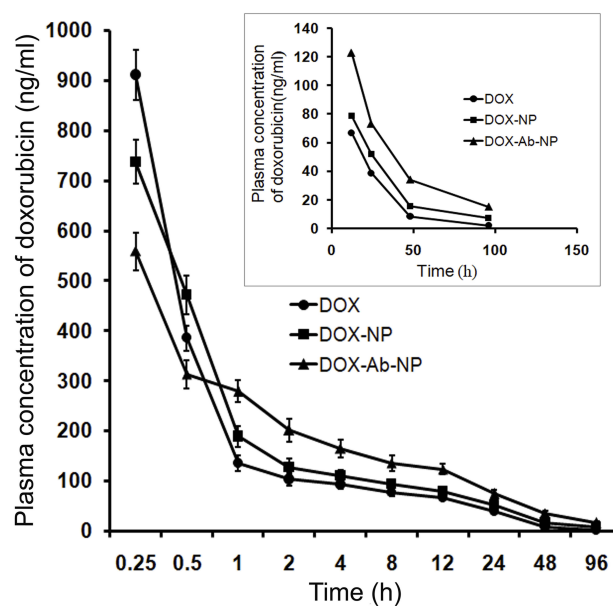 Plasma concentration of doxorubicin (ng/ml)
1000
900
800
700
600
500
400
300
200
100
0
0.25 0.5 1 2 4 8 12 24 48 96
Time (h)
DOX
DOX-NP
DOX-Ab-NP
Plasma concentration
of doxorubicin(ng/ml)
140
120
100
80
60
40
20
0
0 50 100 150
Time (h)
DOX
DOX-NP
DOX-Ab-NP